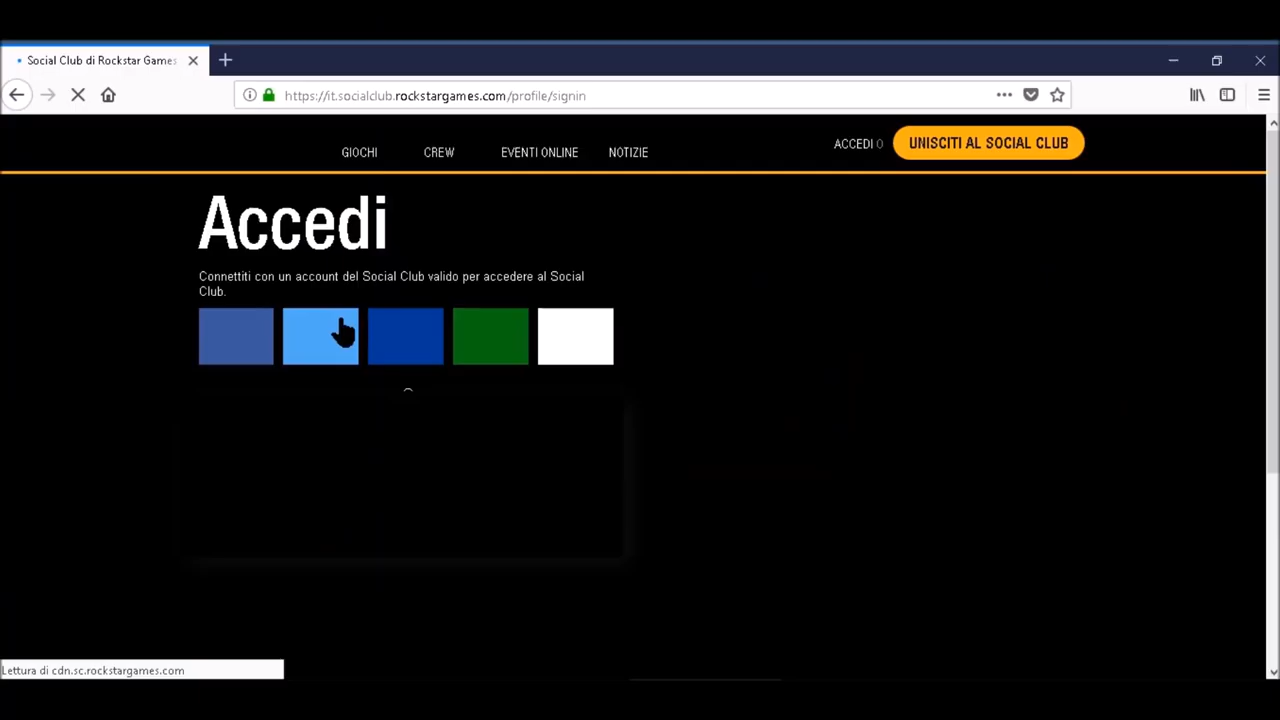 Social Club di Rockstar Games
https://it.socialclub.rockstargames.com/profile/signin
GIOCHI CREW EVENTI ONLINE NOTIZIE ACCEDI 0 UNISCITI AL SOCIAL CLUB
Accedi
Connettiti con un account del Social Club valido per accedere al Social
Club.
Lettura di cdn.sc.rockstargames.com